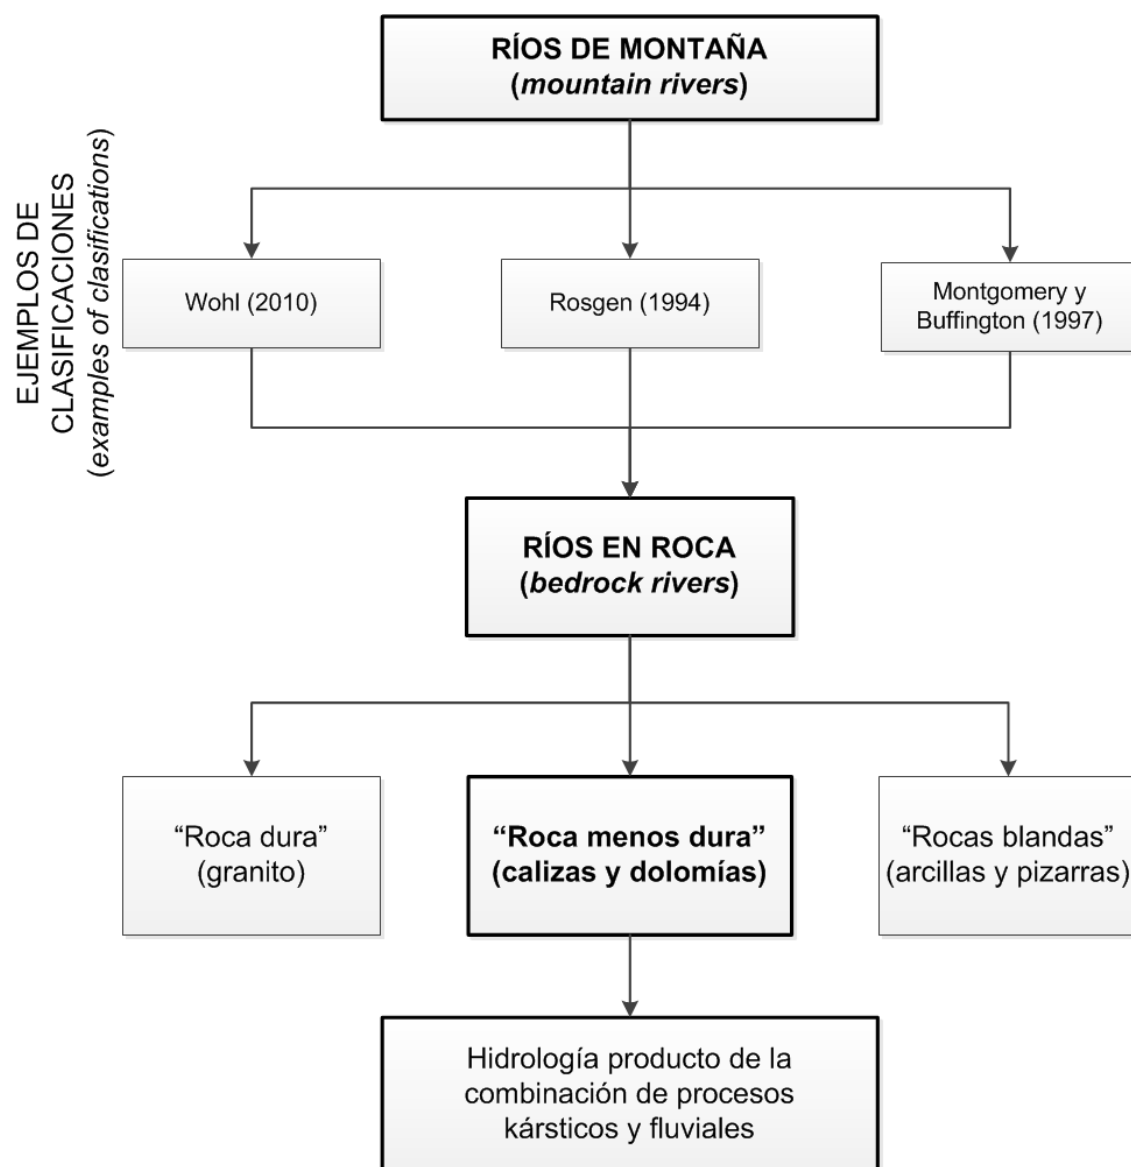 RÍOS DE MONTAÑA
(mountain rivers)
EJEMPLOS DE
CLASIFICACIONES
(examples of clasifications)
Wohl (2010)
Rosgen (1994)
Montgomery y
Buffington (1997)
RÍOS EN ROCA
(bedrock rivers)
“Roca dura”
(granito)
“Roca menos dura”
(calizas y dolomías)
“Rocas blandas”
(arcillas y pizarras)
Hidrología producto de la
combinación de procesos
kársticos y fluviales